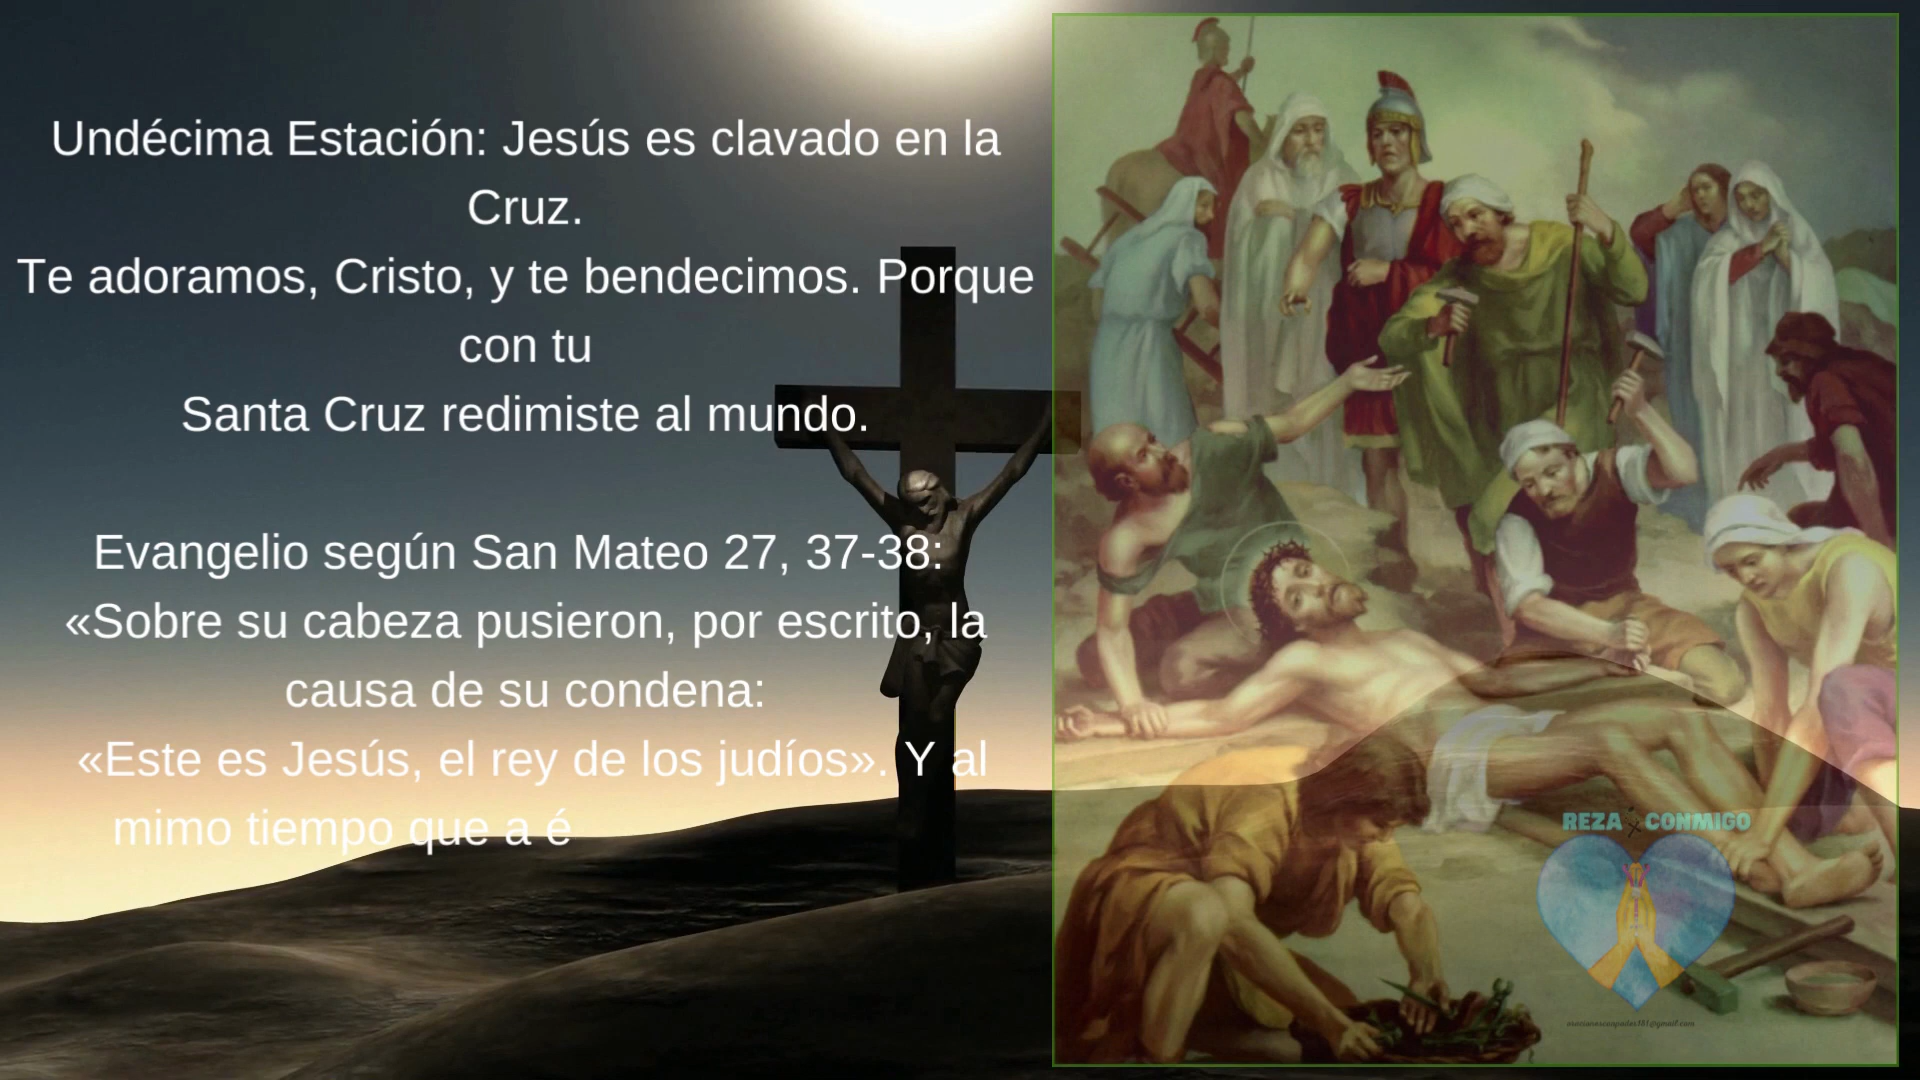 Undécima Estación: Jesús es clavado en la
Cruz.
Te adoramos, Cristo, y te bendecimos. Porque
con tu
Santa Cruz redimiste al mundo.
Evangelio según San Mateo 27, 37-38:
«Sobre su cabeza pusieron, por escrito, la
causa de su condena:
«Este es Jesús, el rey de los judíos». Y al
mimo tiempo que a é
REZA CONMIGO